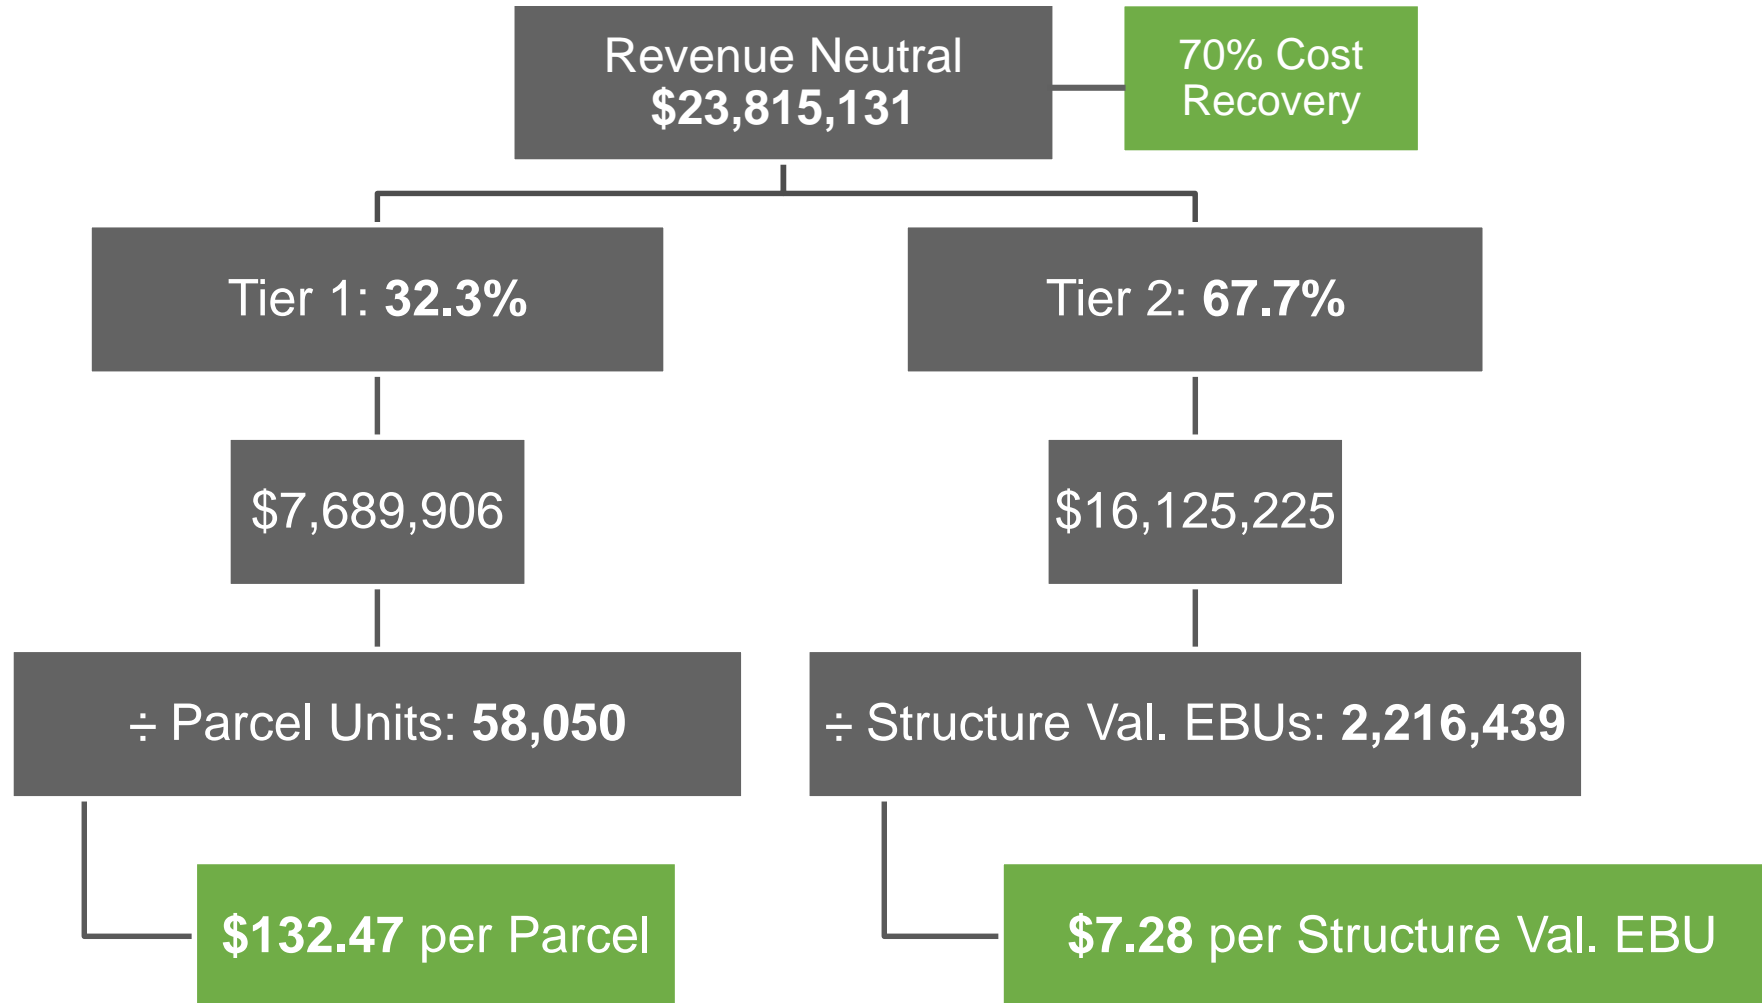 Revenue Neutral
$23,815,131
70% Cost
Recovery
Tier 1: 32.3%
Tier 2: 67.7%
$7,689,906
$16,125,225
÷ Parcel Units: 58,050
÷ Structure Val. EBUs: 2,216,439
$132.47 per Parcel
$7.28 per Structure Val. EBU